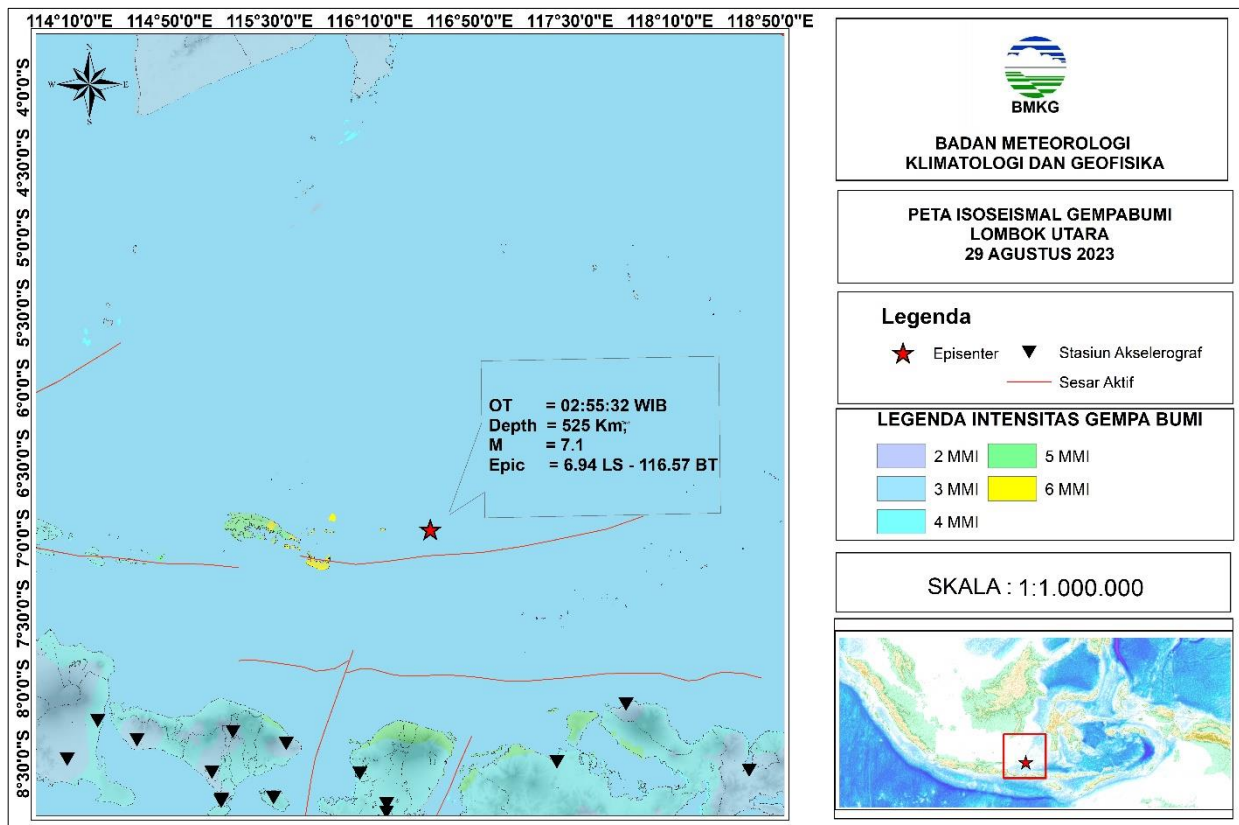 114°10'0"E 114°50'0"E 115°30'0"E 116°10'0"E 116°50'0"E 117°30'0"E 118°10'0"E 118°50'0"E
N
W E
S
4°0'0"S
4°30'0"S
5°0'0"S
5°30'0"S
6°0'0"S
6°30'0"S
7°0'0"S
7°30'0"S
8°0'0"S
8°30'0"S
OT = 02:55:32 WIB
Depth = 525 Km;
M = 7.1
Epic = 6.94 LS - 116.57 BT
BMKG
BADAN METEOROLOGI
KLIMATOLOGI DAN GEOFISIKA
PETA ISOSEISMAL GEMPABUMI
LOMBOK UTARA
29 AGUSTUS 2023
Legenda
Episenter Stasiun Akselerograf
Sesar Aktif
LEGENDA INTENSITAS GEMPA BUMI
2 MMI 5 MMI
3 MMI 6 MMI
4 MMI
SKALA : 1:1.000.000